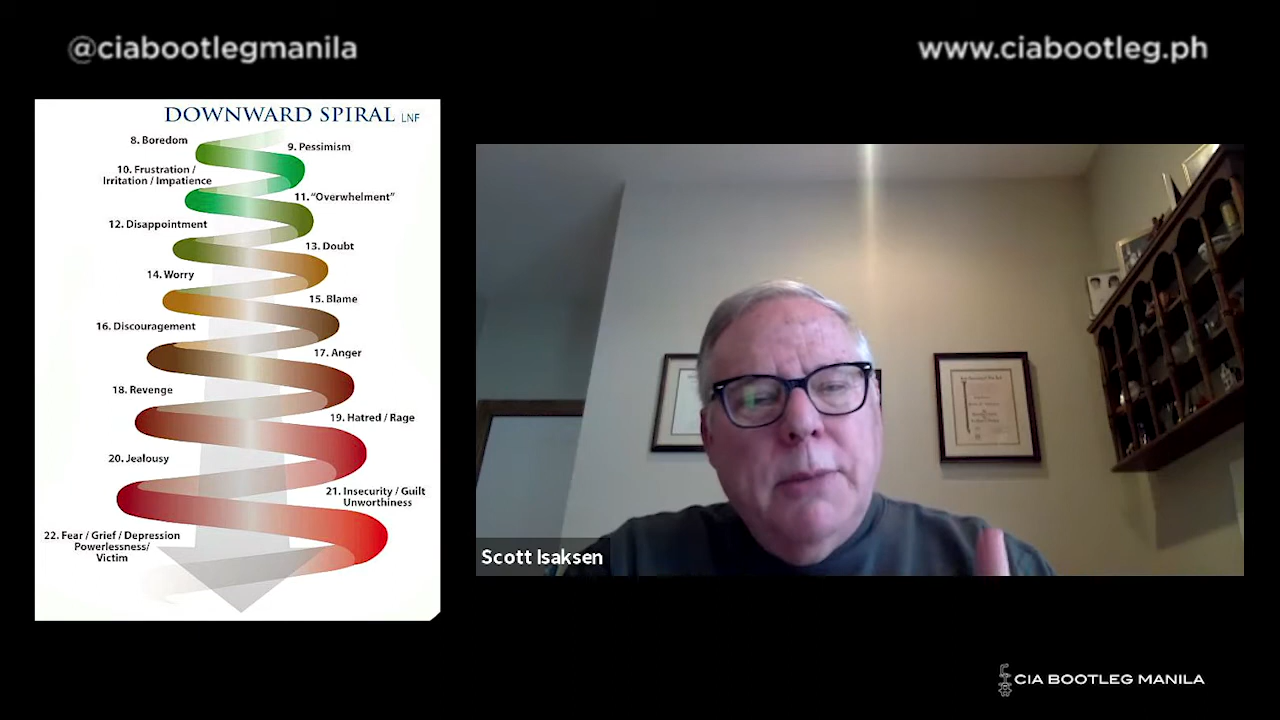 @ciabootlegmanila
www.ciabootleg.ph
DOWNWARD SPIRAL LNF
8. Boredom
9. Pessimism
10. Frustration /
Irritation / Impatience
11. “Overwhelment”
12. Disappointment
13. Doubt
14. Worry
15. Blame
16. Discouragement
17. Anger
18. Revenge
19. Hatred / Rage
20. Jealousy
21. Insecurity / Guilt
Unworthiness
22. Fear / Grief / Depression
Powerlessness/
Victim
Scott Isaksen
CIA BOOTLEG MANILA